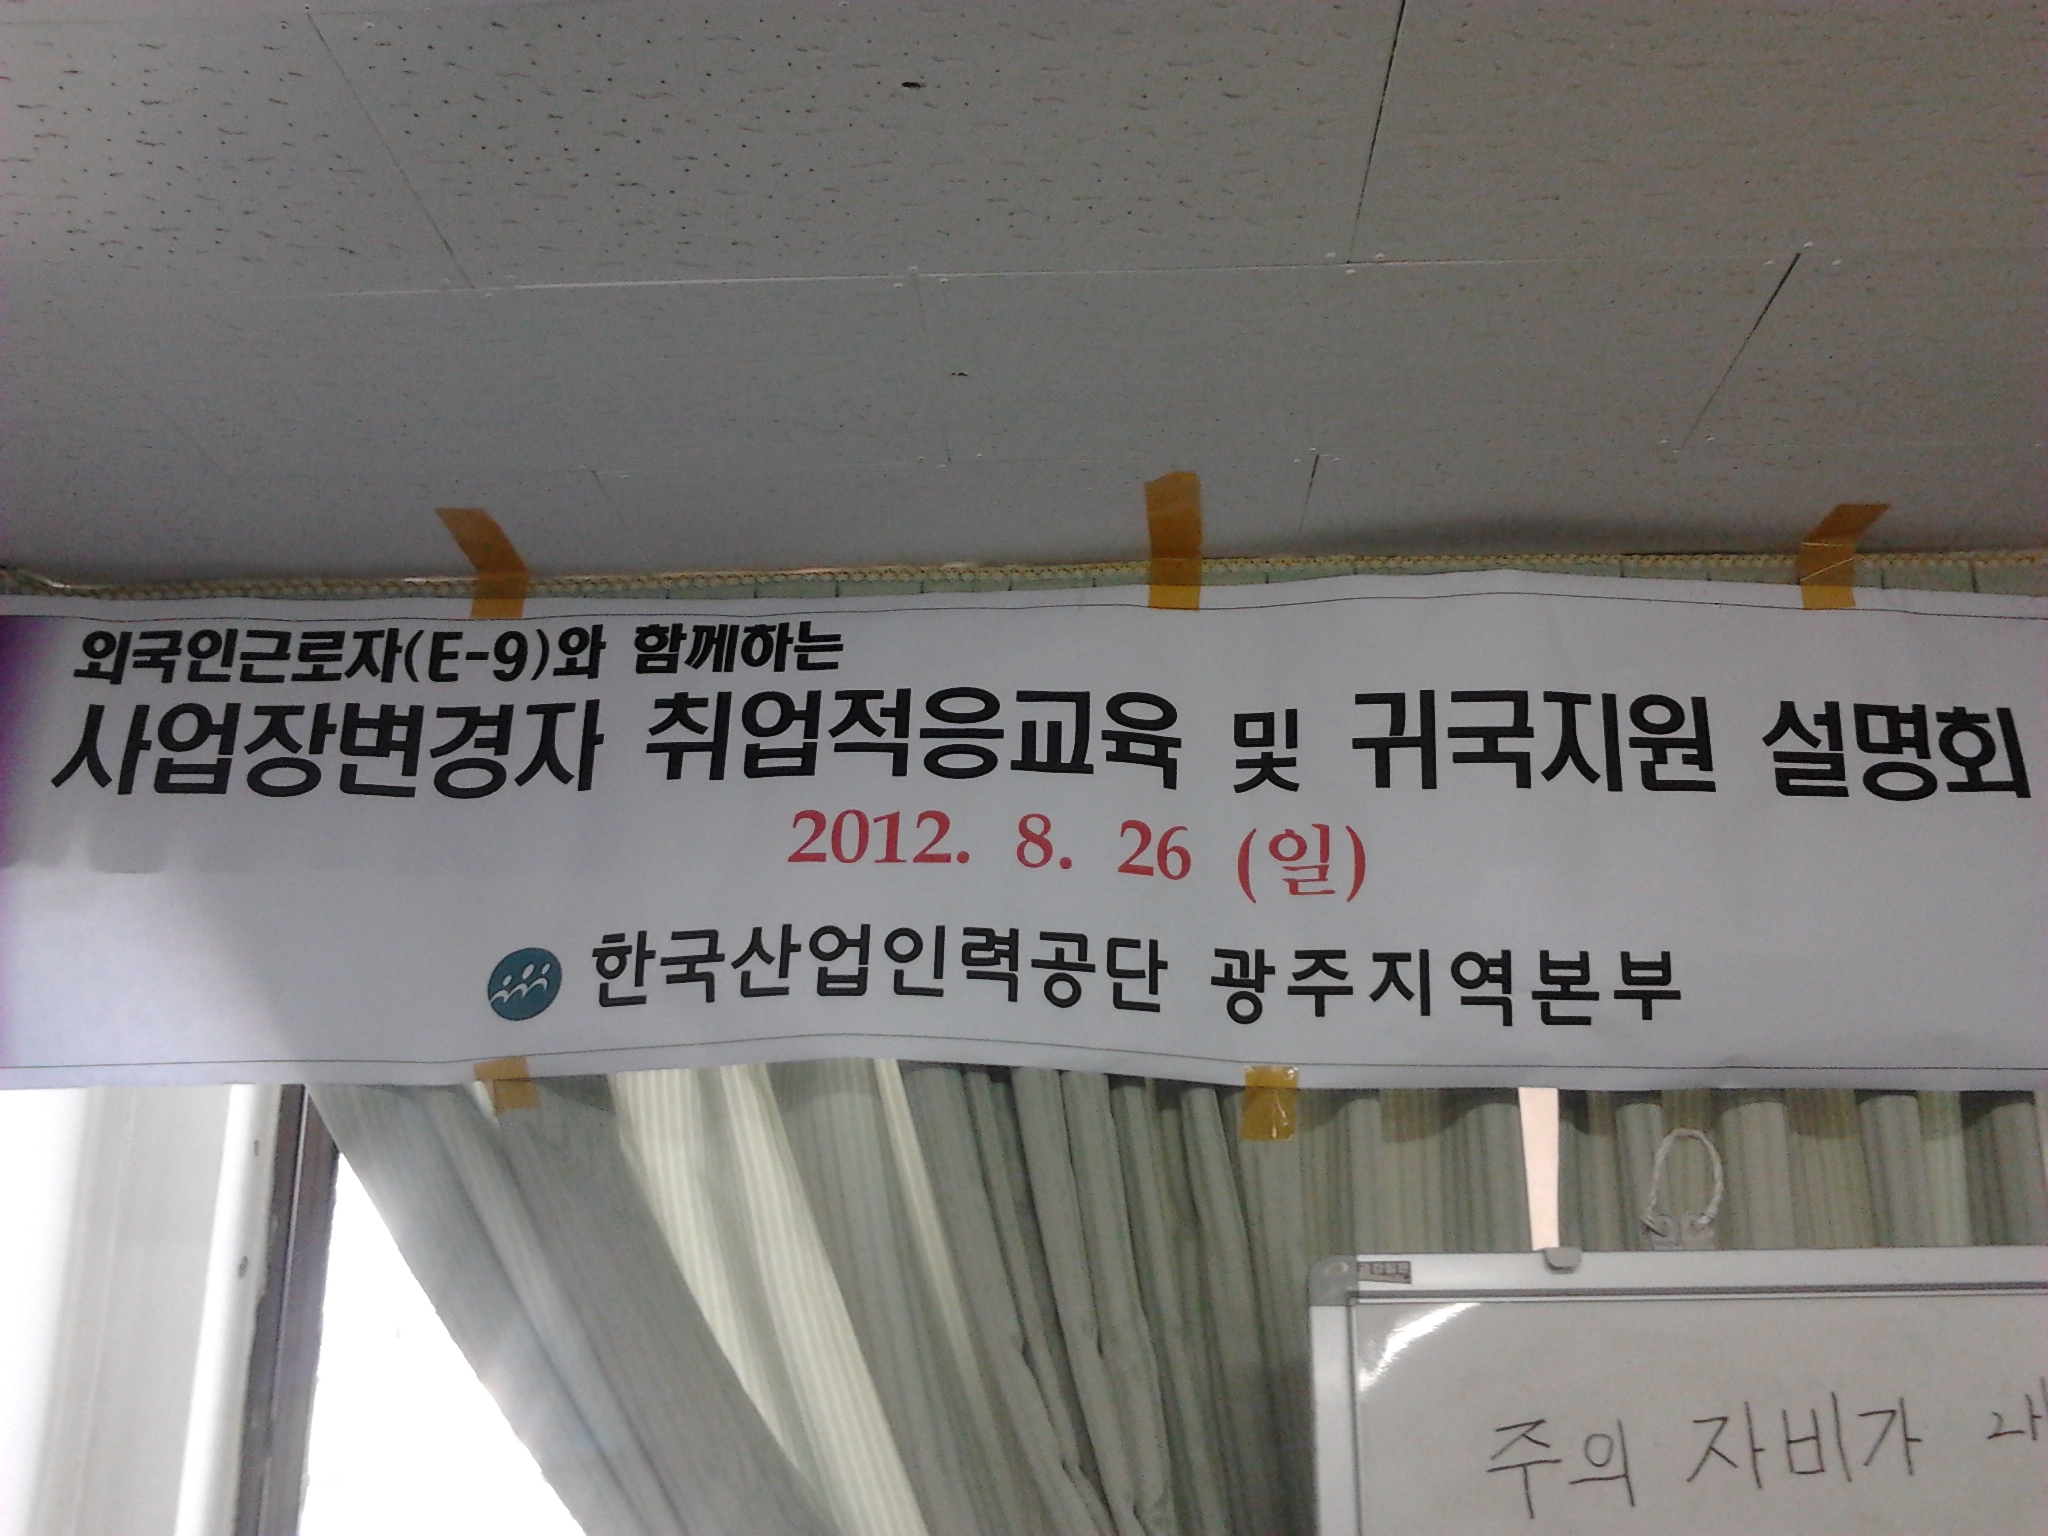 외국인근로자(E-9)와 함께하는
사업장변경자 취업적응교육 및 귀국지원 설명회
2012. 8. 26 (일)
한국산업인력공단 광주지역본부
주의 자비가